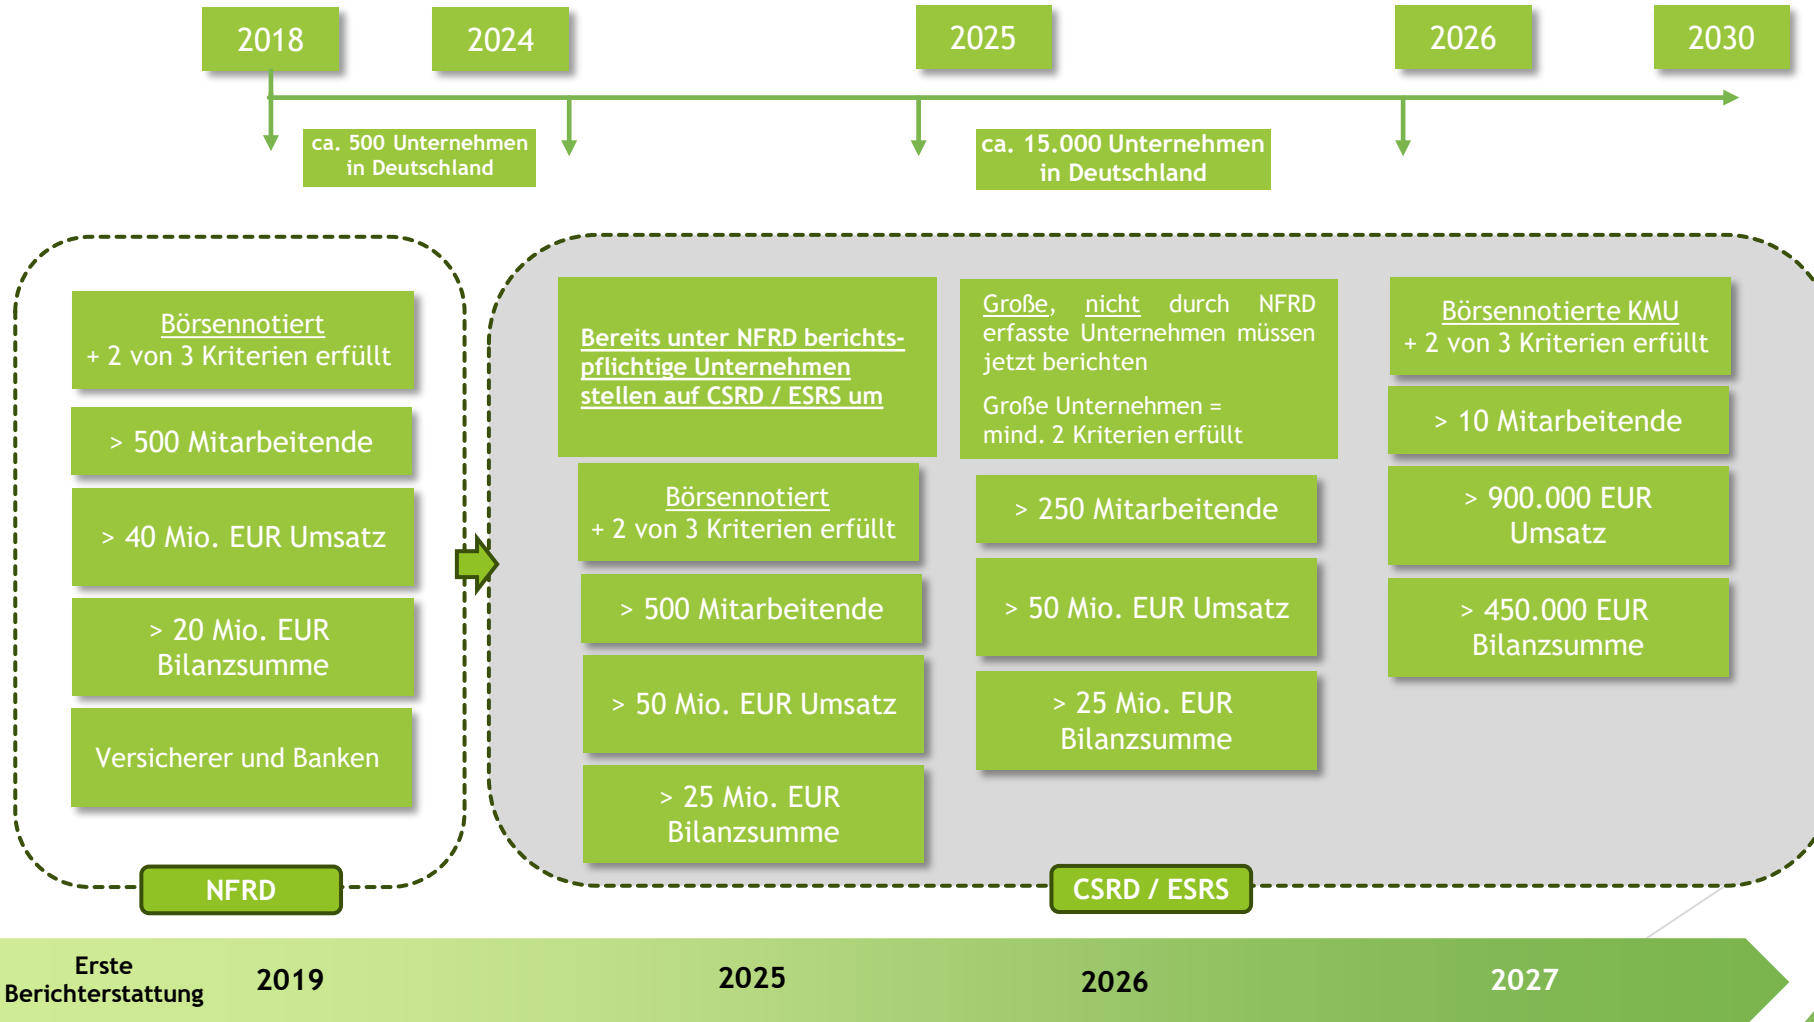 2018
2024
2025
2026
2030
ca. 500 Unternehmen
in Deutschland
ca. 15.000 Unternehmen
in Deutschland
Börsennotiert
+ 2 von 3 Kriterien erfüllt
> 500 Mitarbeitende
> 40 Mio. EUR Umsatz
> 20 Mio. EUR
Bilanzsumme
Versicherer und Banken
NFRD
Bereits unter NFRD berichts-
pflichtige Unternehmen
stellen auf CSRD / ESRS um
Börsennotiert
+ 2 von 3 Kriterien erfüllt
> 500 Mitarbeitende
> 50 Mio. EUR Umsatz
> 25 Mio. EUR
Bilanzsumme
Große, nicht durch NFRD
erfasste Unternehmen müssen
jetzt berichten
Große Unternehmen =
mind. 2 Kriterien erfüllt
> 250 Mitarbeitende
> 50 Mio. EUR Umsatz
> 25 Mio. EUR
Bilanzsumme
Börsennotierte KMU
+ 2 von 3 Kriterien erfüllt
> 10 Mitarbeitende
> 900.000 EUR
Umsatz
> 450.000 EUR
Bilanzsumme
CSRD / ESRS
Erste
Berichterstattung
2019
2025
2026
2027